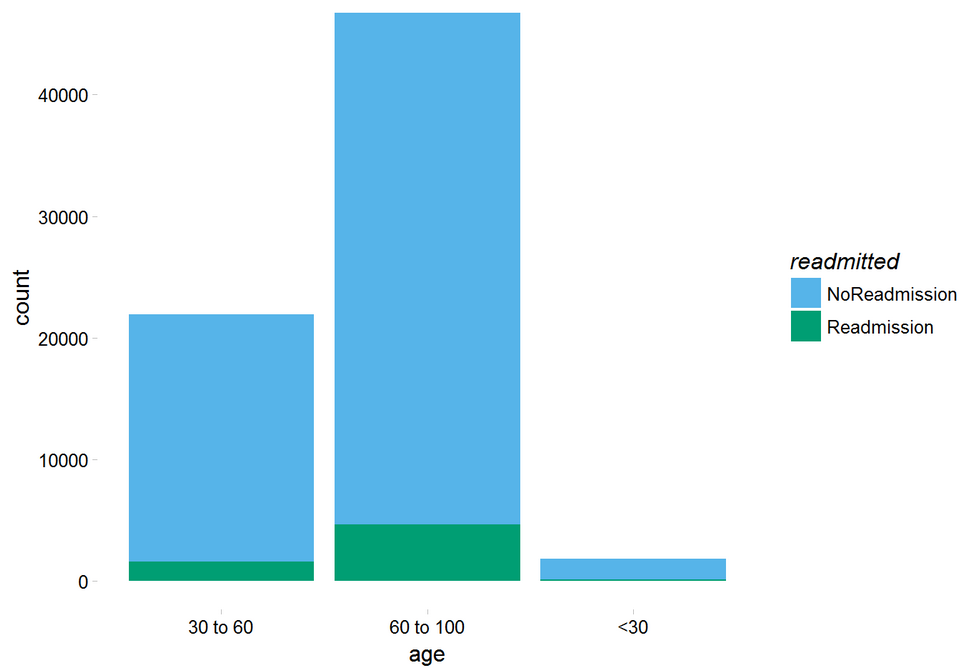 count
40000
30000
20000
10000
0
30 to 60
60 to 100
<30
age
readmitted
NoReadmission
Readmission